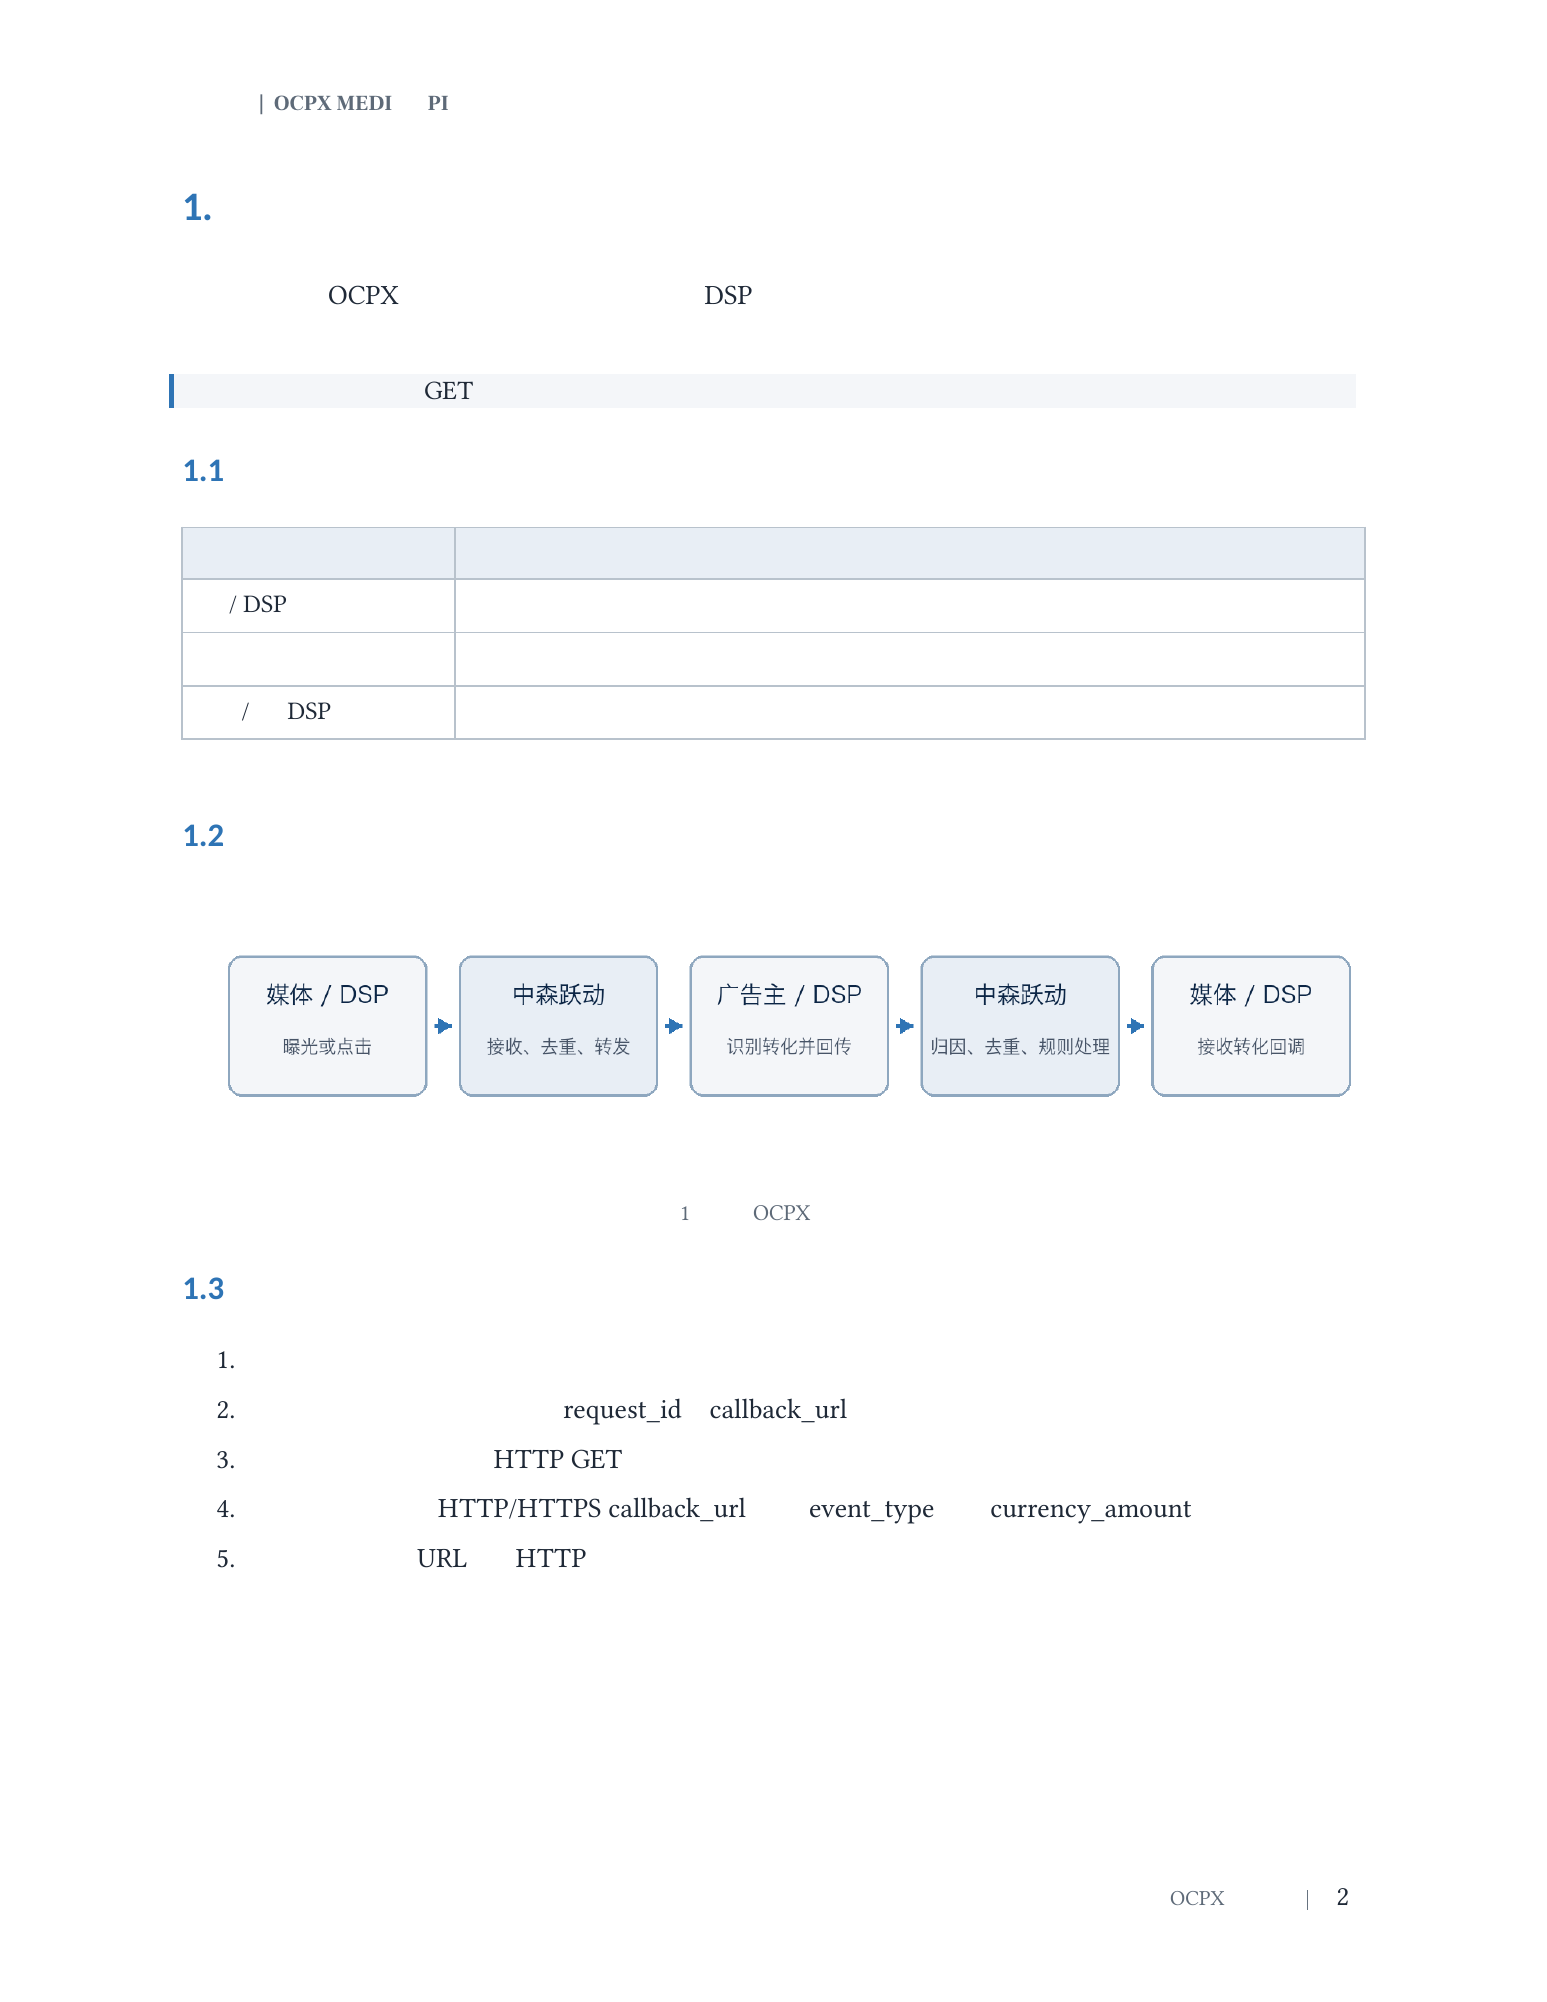 | OCPX MEDI PI
1.
OCPX DSP
GET
1.1
/ DSP
/ DSP
1.2
媒体 / DSP 中森跃动 广告主 / DSP 中森跃动 媒体 / DSP
曝光或点击 接收、去重、转发 识别转化并回传 归因、去重、规则处理 接收转化回调
1 OCPX
1.3
1.
2. request_id callback_url
3. HTTP GET
4. HTTP/HTTPS callback_url event_type currency_amount
5. URL HTTP
OCPX | 2